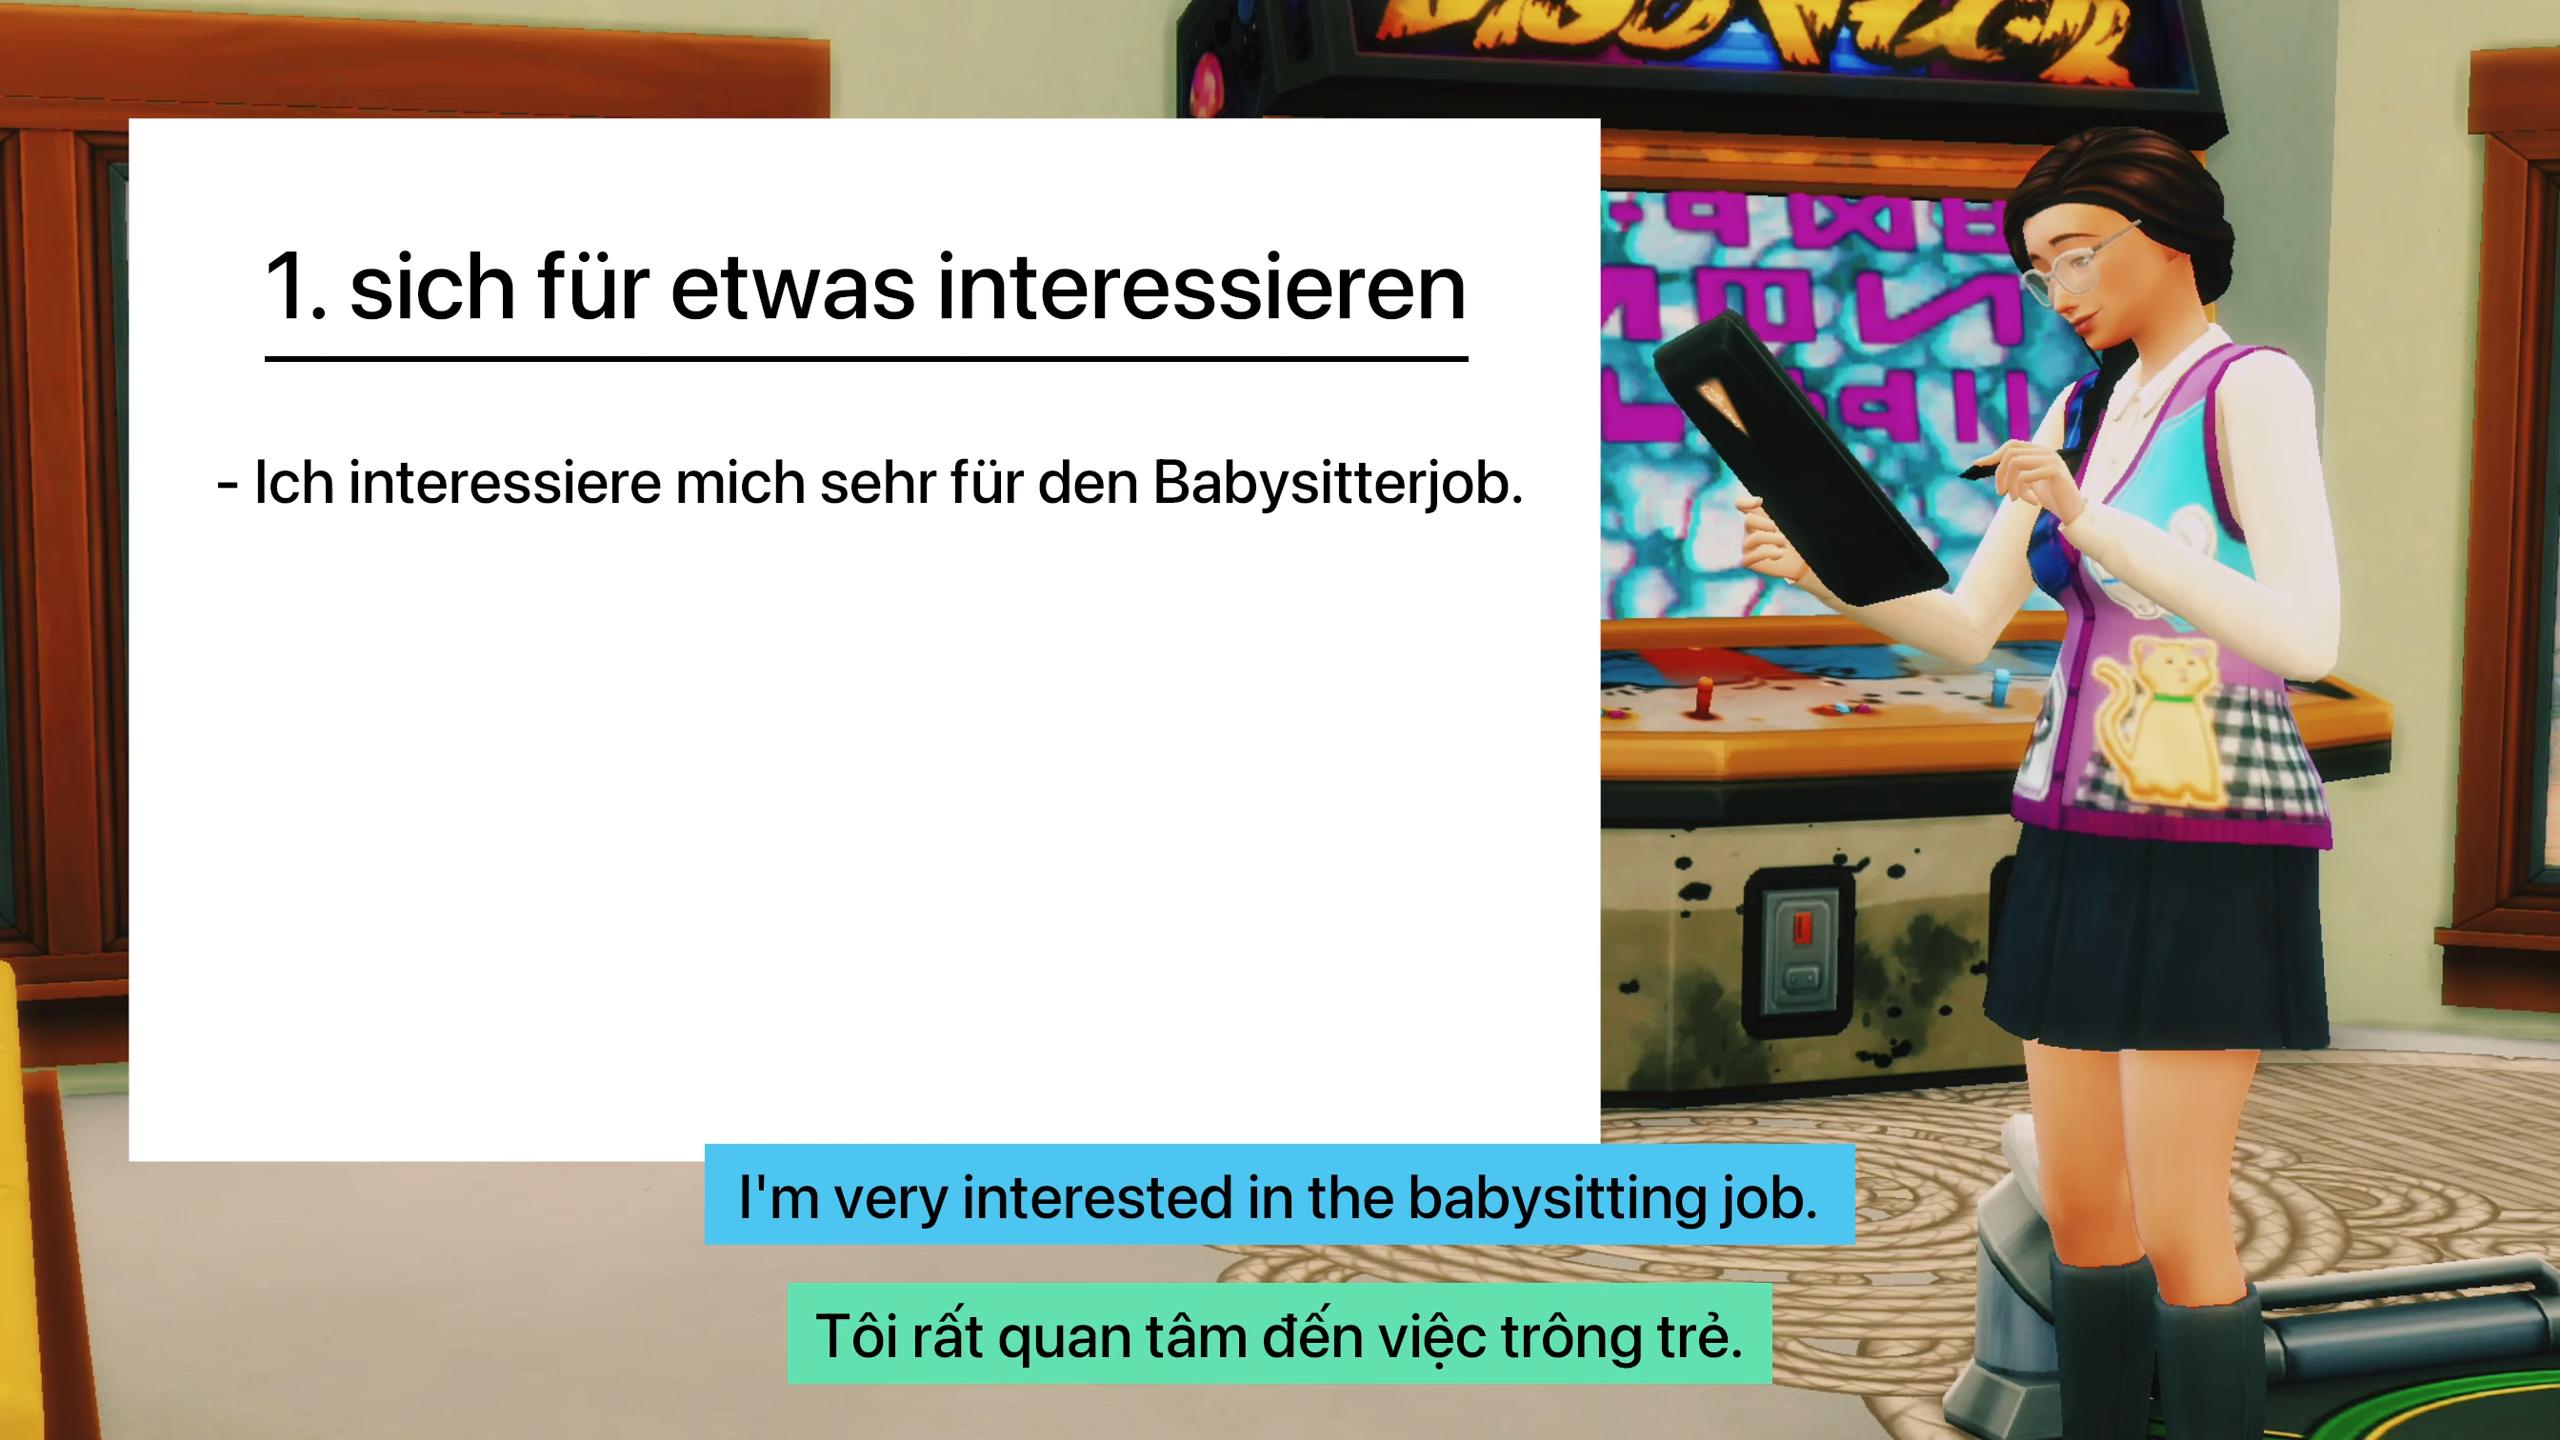 1. sich für etwas interessieren
- Ich interessiere mich sehr für den Babysitterjob.
I'm very interested in the babysitting job.
Tôi rất quan tâm đến việc trông trẻ.